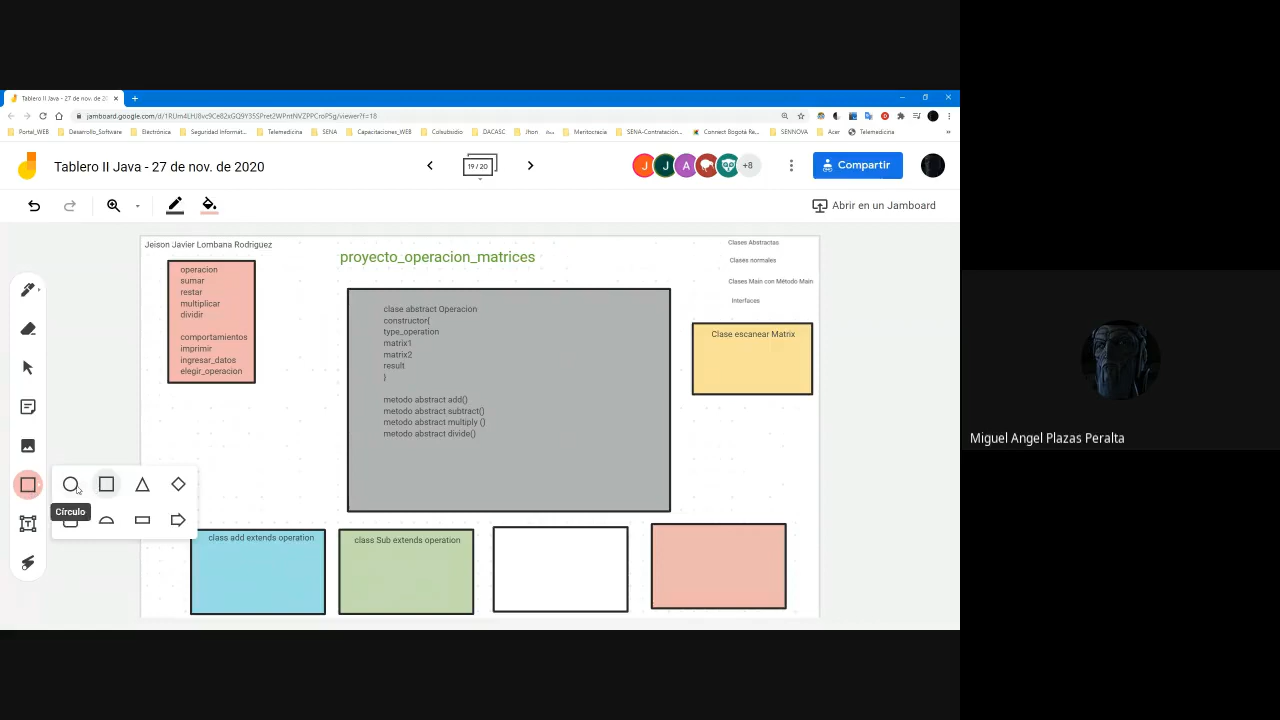 Tablero II Java - 27 de nov. de 20
jamboard.google.com/d/1RUm4LHJ8vc9Ce82xGQ9Y35SPret2WPntNVZPPCroPSg/viewer?f=18
Portal_WEB
Desarrollo_Software
Electrónica
Seguridad Informat...
Telemedicina
SENA
Capacitaciones_WEB
Colsubsidio
DACASC
Jhon
Meritocracia
SENA-Contratación...
Connect Bogotá Re...
SENNOVA
Acer
Telemedicina
Tablero II Java - 27 de nov. de 2020
19 / 20
J
J
A
+8
Compartir
Abrir en un Jamboard
Jeison Javier Lombana Rodriguez
proyecto_operacion_matrices
Clases Abstractas
Clases normales
Clases Main con Método Main
Interfaces
operacion
sumar
restar
multiplicar
dividir
comportamientos
imprimir
ingresar_datos
elegir_operacion
clase abstract Operacion
constructor{
type_operation
matrix1
matrix2
result
}
metodo abstract add()
metodo abstract subtract()
metodo abstract multiply ()
metodo abstract divide()
Clase escanear Matrix
Círculo
class add extends operation
class Sub extends operation
Miguel Angel Plazas Peralta